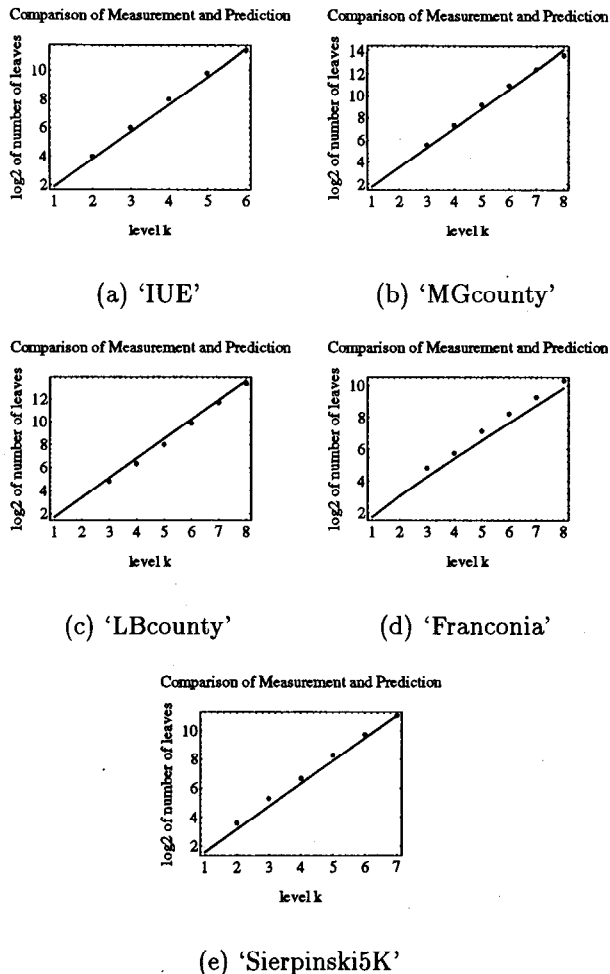 Comparison of Measurement and Prediction
Comparison of Measurement and Prediction
log2 of number of leaves
10
8
6
4
2
1 2 3 4 5 6
level k
log2 of number of leaves
14
12
10
8
6
4
2
1 2 3 4 5 6 7 8
level k
(a) ‘IUE’
(b) ‘MGcounty’
Comparison of Measurement and Prediction
Comparison of Measurement and Prediction
log2 of number of leaves
12
10
8
6
4
2
1 2 3 4 5 6 7 8
level k
log2 of number of leaves
10
8
6
4
2
1 2 3 4 5 6 7 8
level k
(c) ‘LBcounty’
(d) ‘Franconia’
Comparison of Measurement and Prediction
log2 of number of leaves
10
8
6
4
2
1 2 3 4 5 6 7
level k
(e) ‘Sierpinski5K’